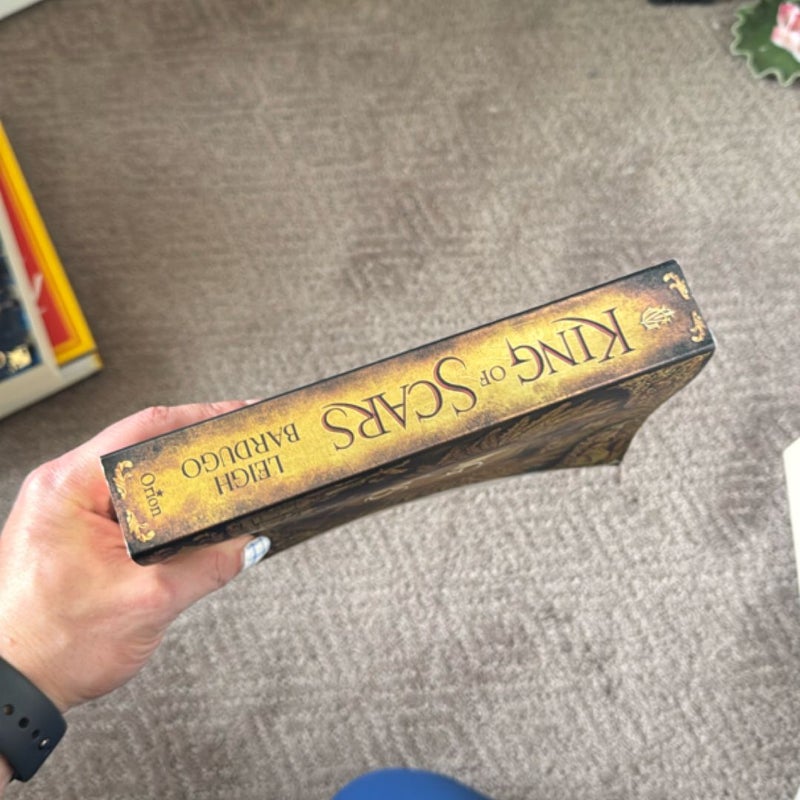 KING OF SCARS
LEIGH
BARDUGO
Orion